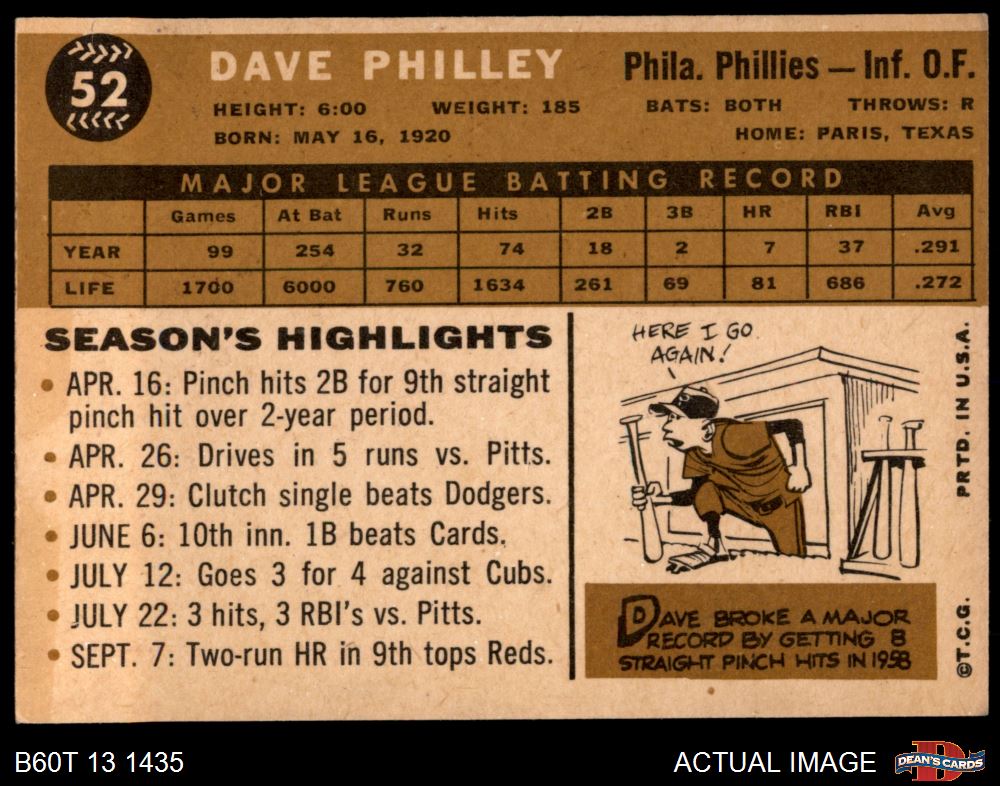 52
DAVE PHILLEY
Phila. Phillies — Inf. O.F.
HEIGHT: 6:00 WEIGHT: 185 BATS: BOTH THROWS: R
BORN: MAY 16, 1920 HOME: PARIS, TEXAS
MAJOR LEAGUE BATTING RECORD
Games At Bat Runs Hits 2B 3B HR RBI Avg
YEAR 99 254 32 74 18 2 7 37 .291
LIFE 1700 6000 760 1634 261 69 81 686 .272
SEASON'S HIGHLIGHTS
• APR. 16: Pinch hits 2B for 9th straight
pinch hit over 2-year period.
• APR. 26: Drives in 5 runs vs. Pitts.
• APR. 29: Clutch single beats Dodgers.
• JUNE 6: 10th inn. 1B beats Cards.
• JULY 12: Goes 3 for 4 against Cubs.
• JULY 22: 3 hits, 3 RBI's vs. Pitts.
• SEPT. 7: Two-run HR in 9th tops Reds.
HERE I GO
AGAIN!
P
DAVE BROKE A MAJOR
RECORD BY GETTING 8
STRAIGHT PINCH HITS IN 1958
PRTD. IN U.S.A.
©T.C.G.
B60T 13 1435
ACTUAL IMAGE
D
DEAN'S CARDS